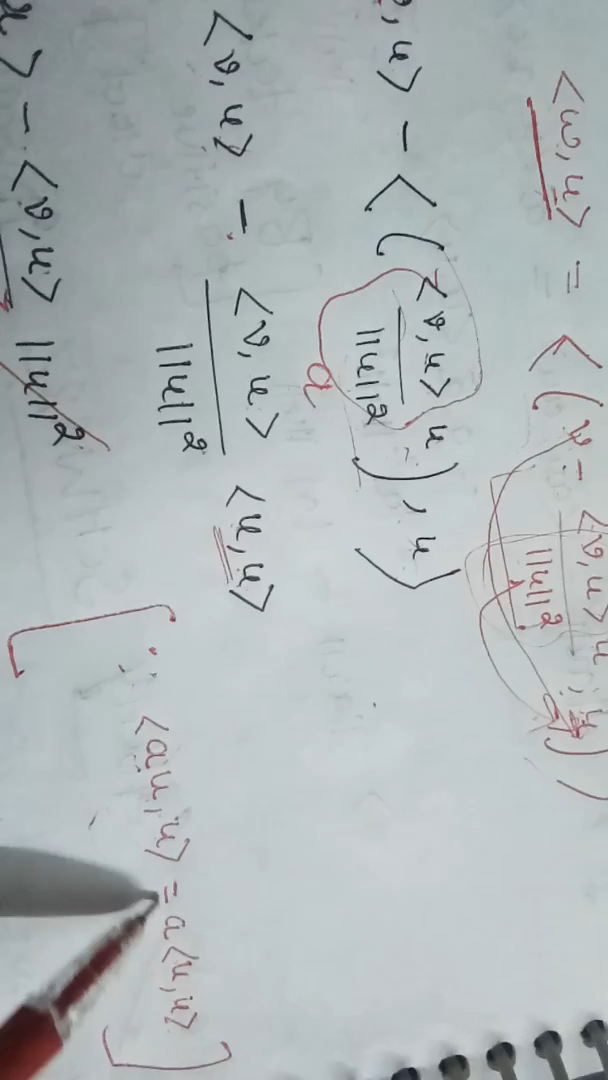 <w, u> = <(v - <v, u> u / ||u||², u)
v, u> - <(<v, u> / ||u||² u), u>
a
<v, u> - <v, u> / ||u||² <u, u>
[∵ <au, u> = a<u, u>]
u> - <v, u> ||u||²